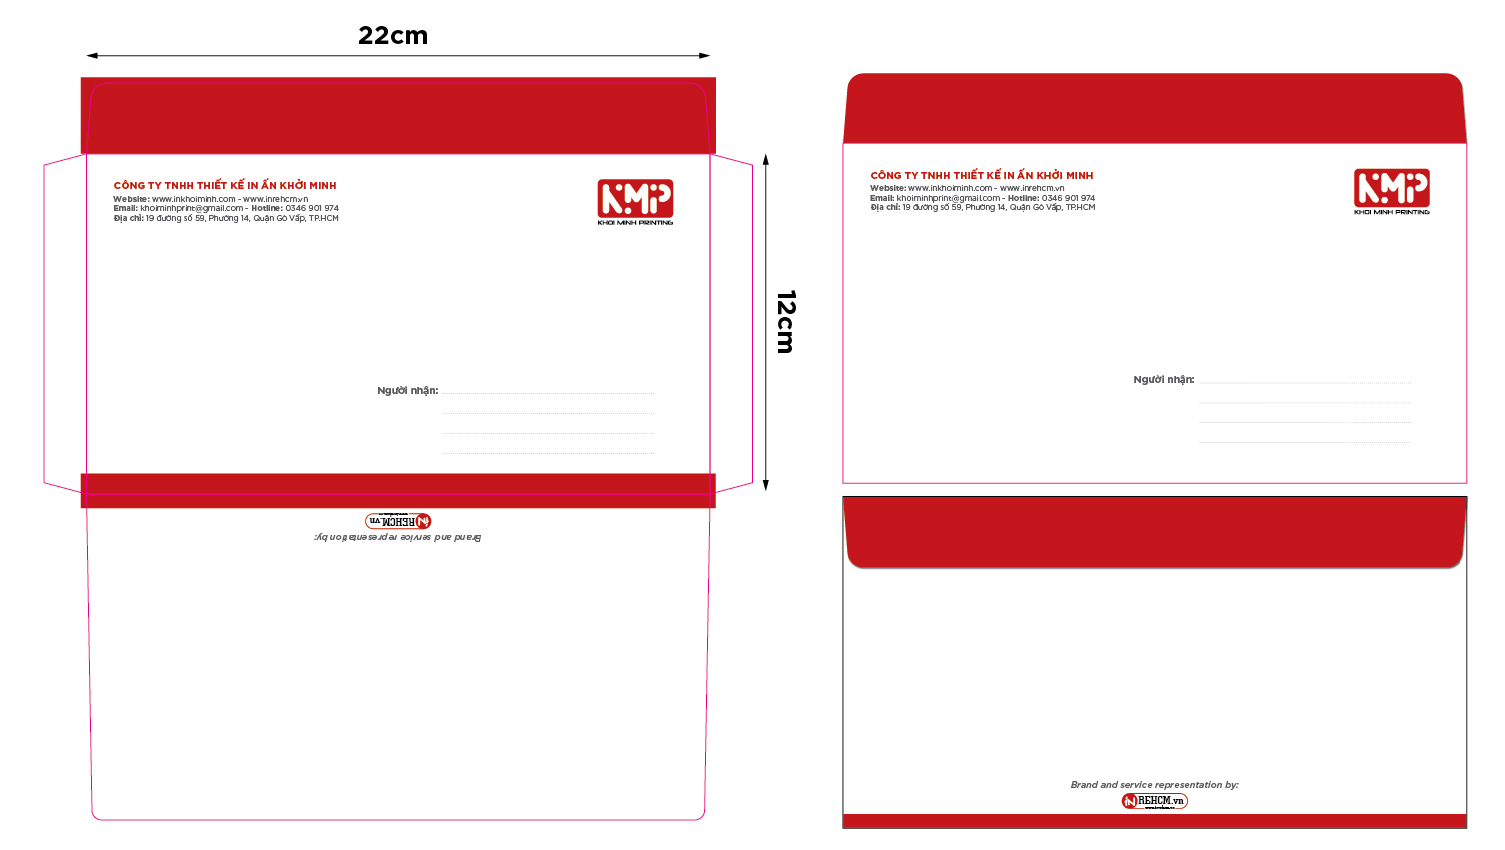 22cm
CÔNG TY TNHH THIẾT KẾ IN ẤN KHỞI MINH
Website: www.inkhoiminh.com - www.inrehcm.vn
Email: khoiminhprint@gmail.com - Hotline: 0346 901 974
Địa chỉ: 19 đường số 59, Phường 14, Quận Gò Vấp, TP.HCM
KMP
KHOI MINH PRINTING
12cm
Người nhận:
iN REHCM.vn
Brand and service representation by:
CÔNG TY TNHH THIẾT KẾ IN ẤN KHỞI MINH
Website: www.inkhoiminh.com - www.inrehcm.vn
Email: khoiminhprint@gmail.com - Hotline: 0346 901 974
Địa chỉ: 19 đường số 59, Phường 14, Quận Gò Vấp, TP.HCM
KMP
KHOI MINH PRINTING
Người nhận:
Brand and service representation by:
iN REHCM.vn